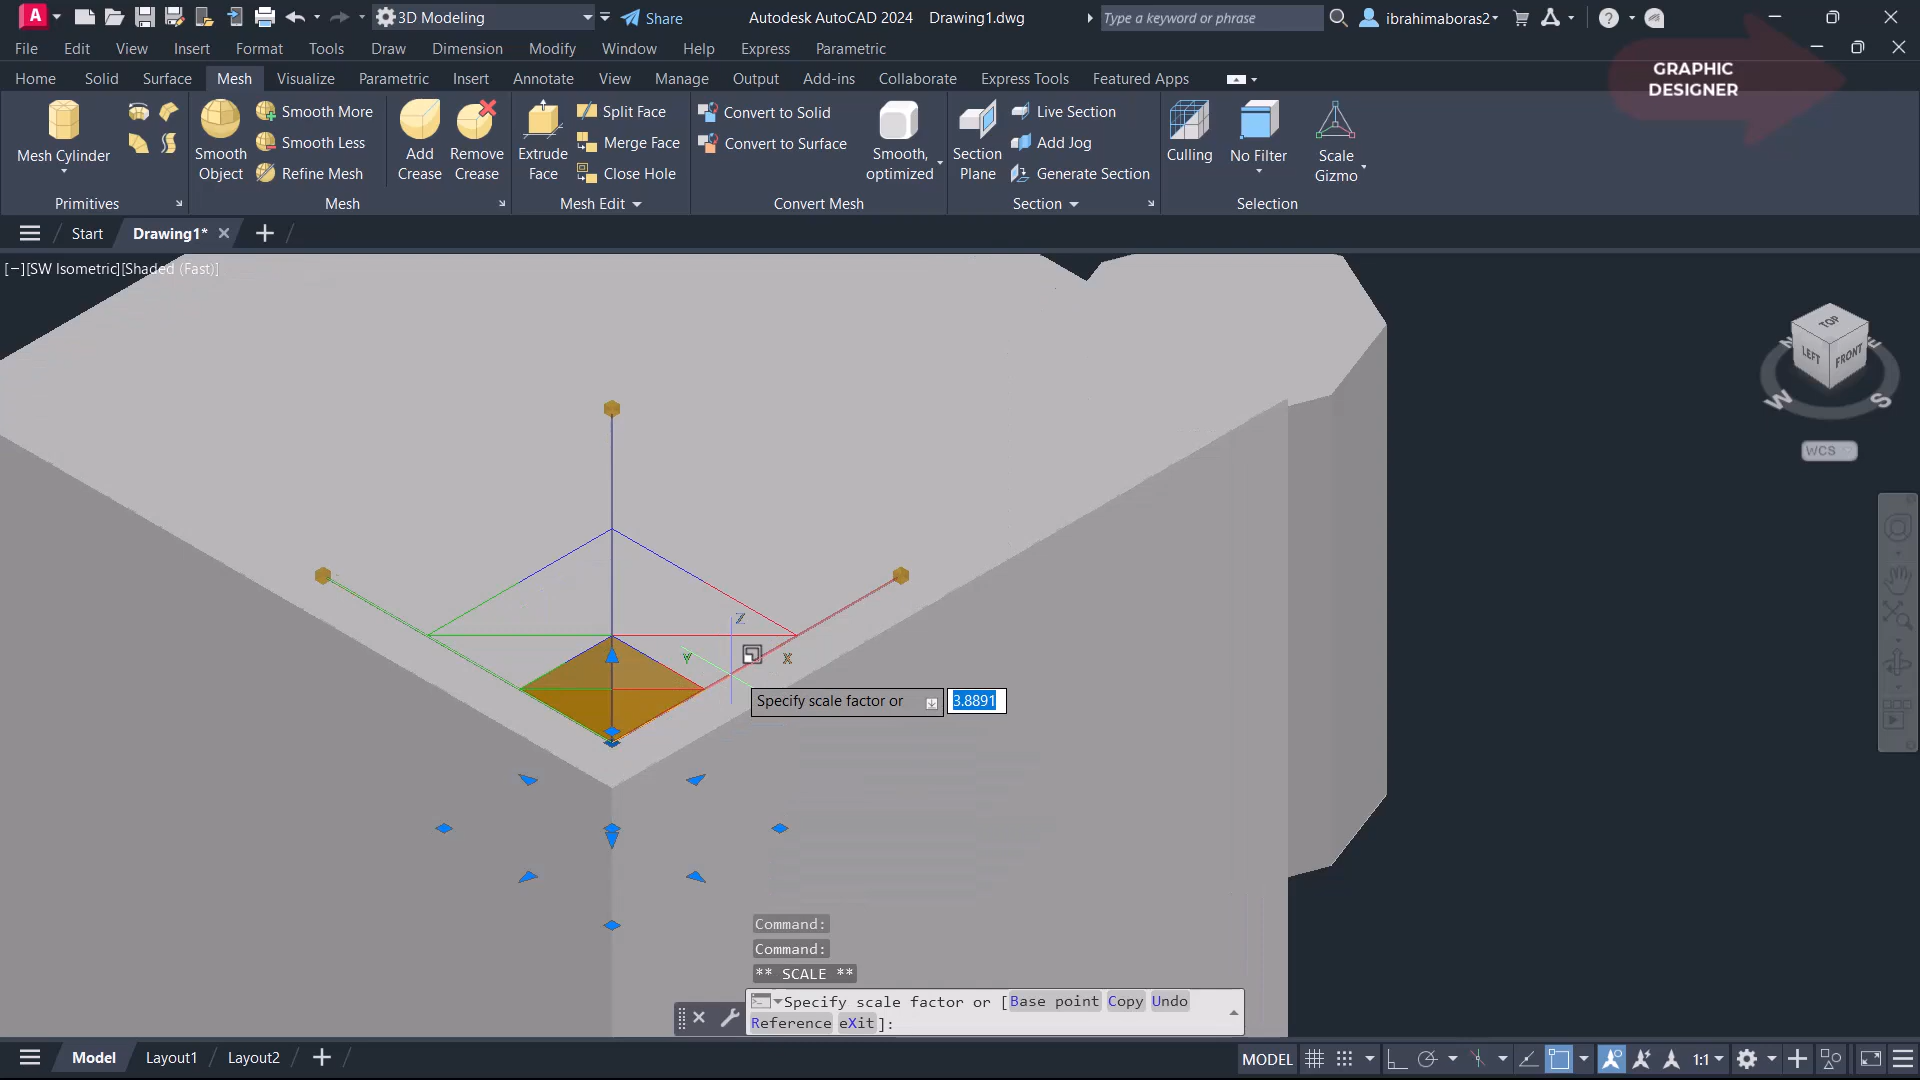 3D Modeling
Share
Autodesk AutoCAD 2024 Drawing1.dwg
Type a keyword or phrase
ibrahimaboras2
File Edit View Insert Format Tools Draw Dimension Modify Window Help Express Parametric
Home Solid Surface Mesh Visualize Parametric Insert Annotate View Manage Output Add-ins Collaborate Express Tools Featured Apps
GRAPHIC
DESIGNER
Mesh Cylinder
Primitives
Smooth
Object
Smooth More
Smooth Less
Refine Mesh
Add
Crease
Remove
Crease
Mesh
Extrude
Face
Split Face
Merge Face
Close Hole
Mesh Edit
Convert to Solid
Convert to Surface
Smooth,
optimized
Convert Mesh
Section
Plane
Live Section
Add Jog
Generate Section
Section
Culling
No Filter
Scale
Gizmo
Selection
Start
Drawing1*
[−][SW Isometric][Shaded (Fast)]
TOP
LEFT
FRONT
W
S
WCS
Z
Y
X
Specify scale factor or
3.8891
Command:
Command:
** SCALE **
Specify scale factor or [Base point Copy Undo
Reference eXit]:
Model Layout1 Layout2
MODEL
1:1